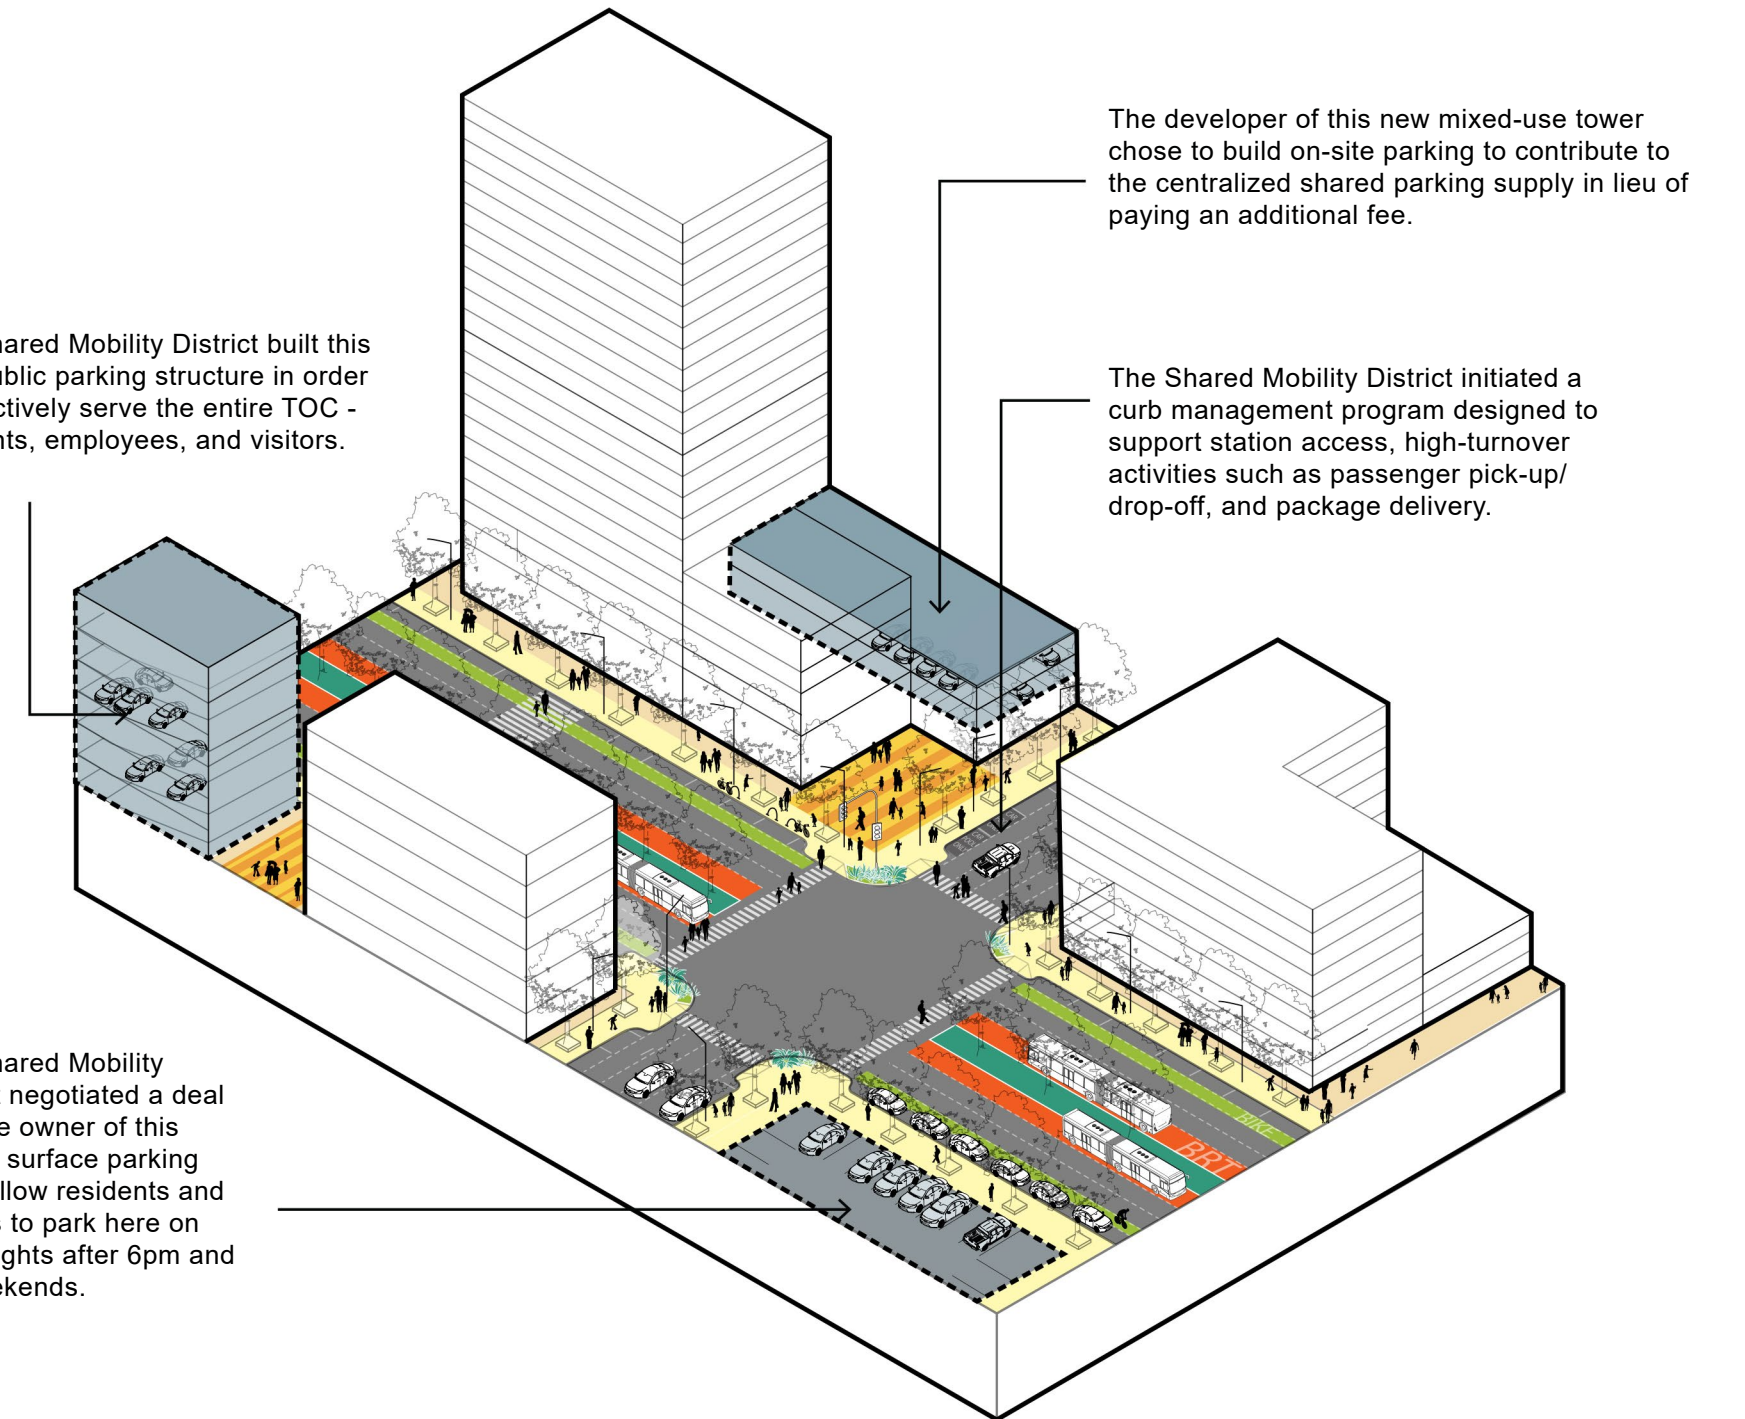 The developer of this new mixed-use tower
chose to build on-site parking to contribute to
the centralized shared parking supply in lieu of
paying an additional fee.
ared Mobility District built this
blic parking structure in order
ctively serve the entire TOC -
nts, employees, and visitors.
The Shared Mobility District initiated a
curb management program designed to
support station access, high-turnover
activities such as passenger pick-up/
drop-off, and package delivery.
ared Mobility
negotiated a deal
e owner of this
surface parking
llow residents and
s to park here on
ghts after 6pm and
ekends.
BIKE
BRT